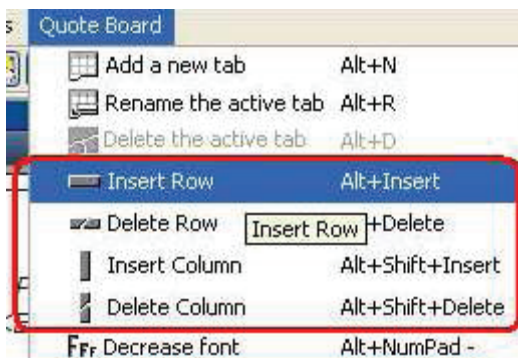 Quote Board
Add a new tab Alt+N
Rename the active tab Alt+R
Delete the active tab Alt+D
Insert Row Alt+Insert
Delete Row Insert Row +Delete
Insert Column Alt+Shift+Insert
Delete Column Alt+Shift+Delete
Decrease font Alt+NumPad -